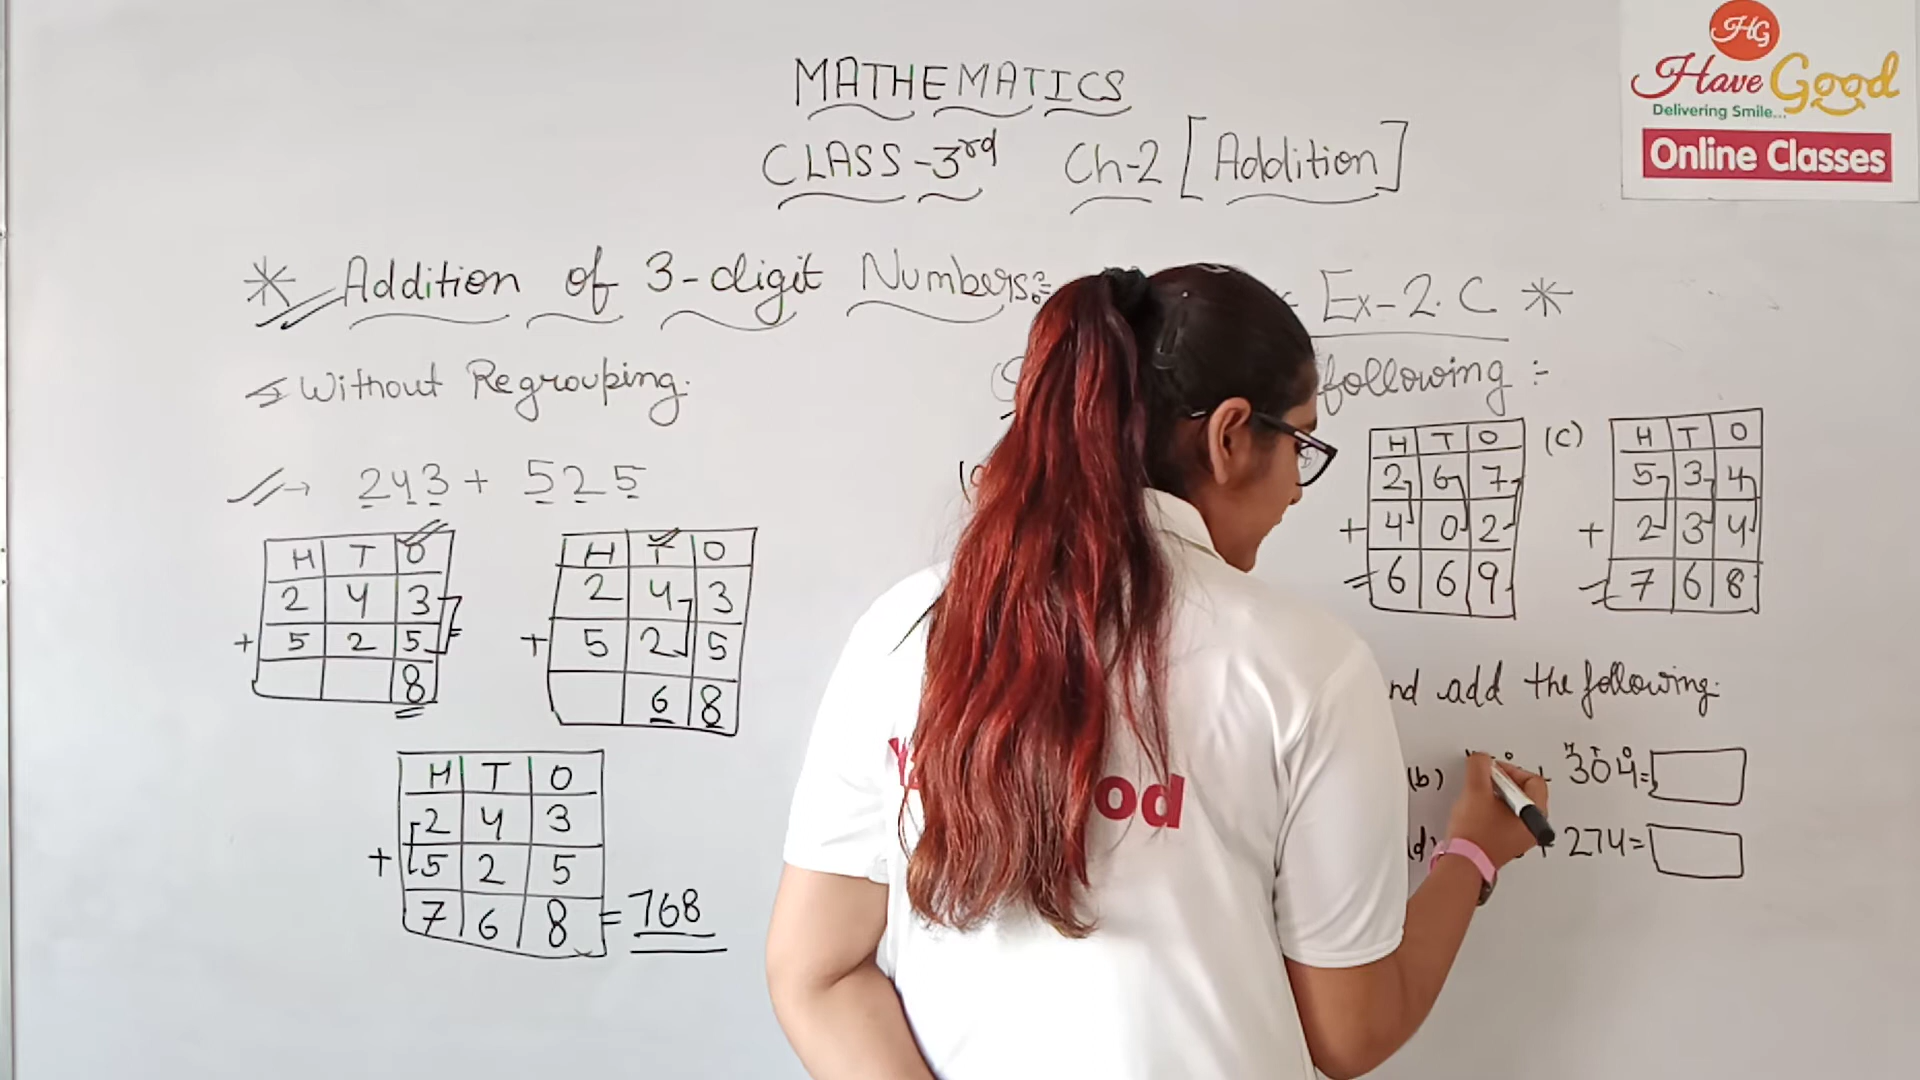 MATHEMATICS
CLASS-3rd Ch-2 [Addition]
HG
Have Good
Delivering Smile...
Online Classes
* Addition of 3-digit Numbers:-
Ex-2.C *
Without Regrouping.
following :-
→ 243 + 525
H T O
2 4 3
+ 5 2 5
8
H T O
2 4 3
+ 5 2 5
6 8
H T O
2 4 3
+ 5 2 5
7 6 8 = 768
H T O
2 6 7
+ 4 0 2
= 6 6 9
(C)
H T O
5 3 4
+ 2 3 4
= 7 6 8
nd add the following.
(b) + 304 =
H T O
(d) + 274 =
od